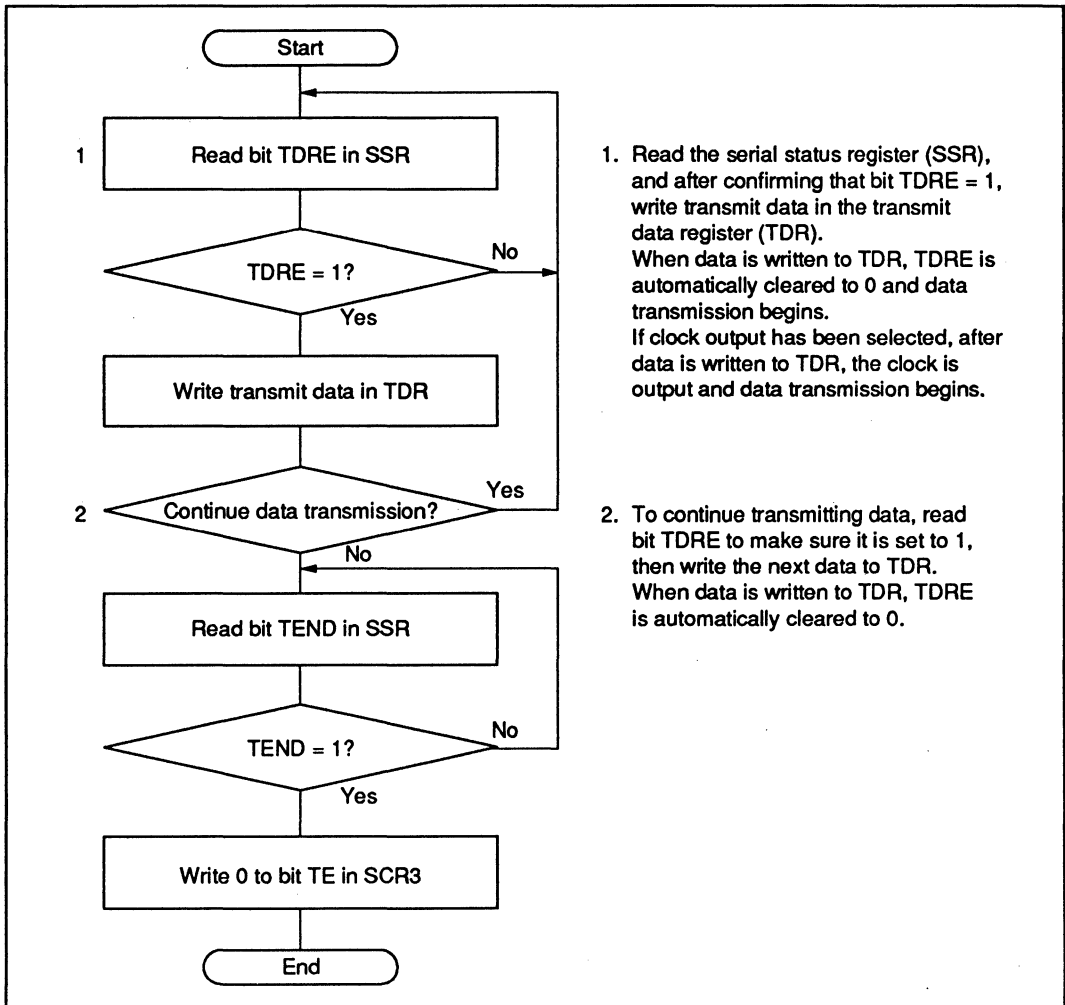 Start
1
Read bit TDRE in SSR
TDRE = 1?
No
Yes
Write transmit data in TDR
2
Continue data transmission?
Yes
No
Read bit TEND in SSR
TEND = 1?
No
Yes
Write 0 to bit TE in SCR3
End
1. Read the serial status register (SSR),
and after confirming that bit TDRE = 1,
write transmit data in the transmit
data register (TDR).
When data is written to TDR, TDRE is
automatically cleared to 0 and data
transmission begins.
If clock output has been selected, after
data is written to TDR, the clock is
output and data transmission begins.
2. To continue transmitting data, read
bit TDRE to make sure it is set to 1,
then write the next data to TDR.
When data is written to TDR, TDRE
is automatically cleared to 0.